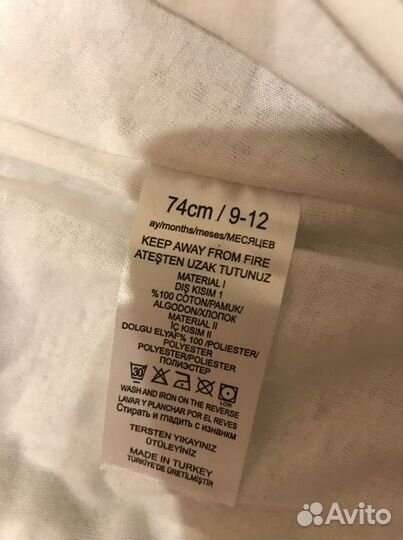 74cm / 9-12
ay/months/meses/МЕСЯЦЕВ
KEEP AWAY FROM FIRE
ATEŞTEN UZAK TUTUNUZ
MATERIAL I
DIŞ KISIM 1
%100 COTON/PAMUK/
ALGODON/ХЛОПОК
MATERIAL II
İÇ KISIM II
DOLGU ELYAF% 100 /POLIESTER/
POLYESTER
ПОЛИЭСТЕР
30
LOW
WASH AND IRON ON THE REVERSE
LAVAR Y PLANCHAR POR EL REVES
Стирать и гладить с изнанкм
TERSTEN YIKAYINIZ
ÜTÜLEYİNİZ
MADE IN TURKEY
TÜRKİYE'DE ÜRETİLMİŞTİR
Avito